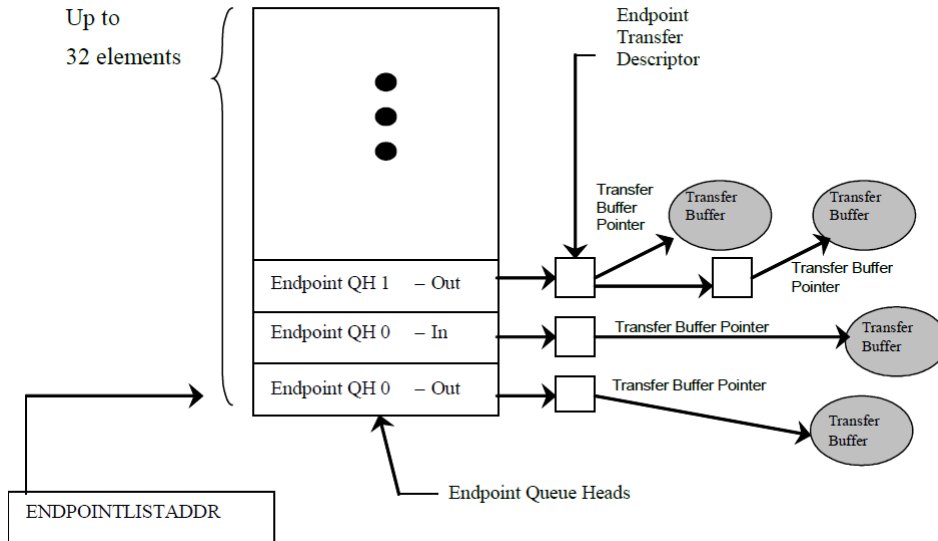 Up to
32 elements
Endpoint
Transfer
Descriptor
Transfer
Buffer
Pointer
Transfer
Buffer
Transfer
Buffer
Transfer Buffer
Pointer
Endpoint QH 1 – Out
Endpoint QH 0 – In
Transfer Buffer Pointer
Transfer
Buffer
Endpoint QH 0 – Out
Transfer Buffer Pointer
Transfer
Buffer
Endpoint Queue Heads
ENDPOINTLISTADDR